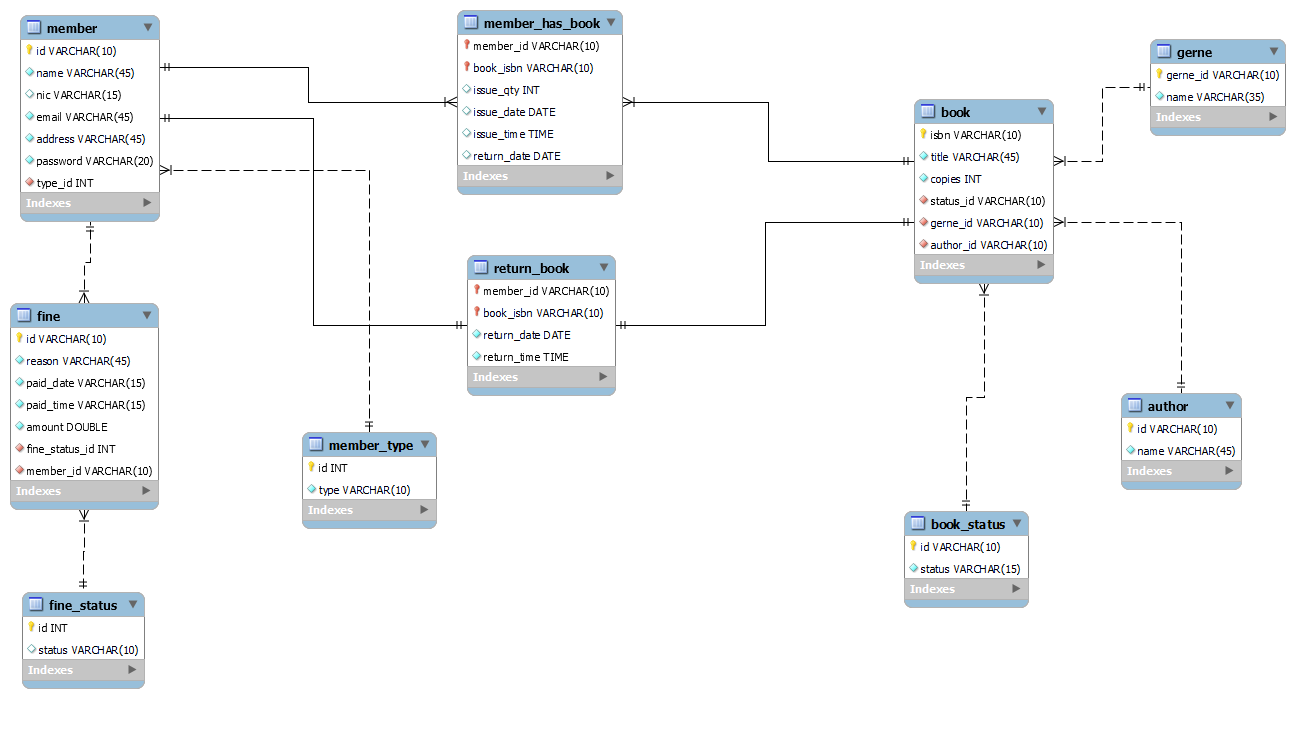 member
id VARCHAR(10)
name VARCHAR(45)
nic VARCHAR(15)
email VARCHAR(45)
address VARCHAR(45)
password VARCHAR(20)
type_id INT
Indexes
member_has_book
member_id VARCHAR(10)
book_isbn VARCHAR(10)
issue_qty INT
issue_date DATE
issue_time TIME
return_date DATE
Indexes
gerne
gerne_id VARCHAR(10)
name VARCHAR(35)
Indexes
book
isbn VARCHAR(10)
title VARCHAR(45)
copies INT
status_id VARCHAR(10)
gerne_id VARCHAR(10)
author_id VARCHAR(10)
Indexes
return_book
member_id VARCHAR(10)
book_isbn VARCHAR(10)
return_date DATE
return_time TIME
Indexes
fine
id VARCHAR(10)
reason VARCHAR(45)
paid_date VARCHAR(15)
paid_time VARCHAR(15)
amount DOUBLE
fine_status_id INT
member_id VARCHAR(10)
Indexes
member_type
id INT
type VARCHAR(10)
Indexes
author
id VARCHAR(10)
name VARCHAR(45)
Indexes
book_status
id VARCHAR(10)
status VARCHAR(15)
Indexes
fine_status
id INT
status VARCHAR(10)
Indexes